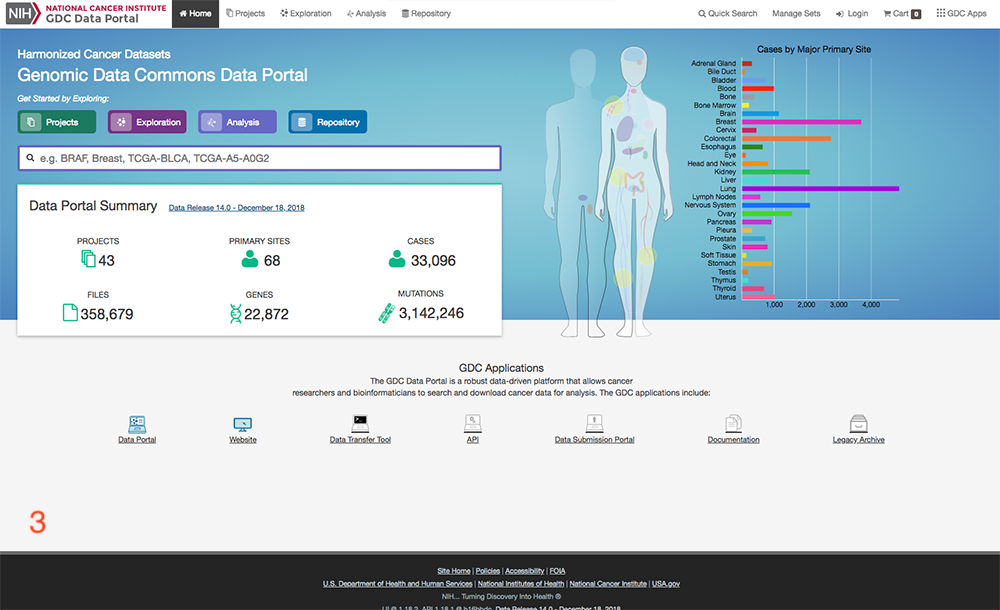 NIH NATIONAL CANCER INSTITUTE
GDC Data Portal
Home
Projects
Exploration
Analysis
Repository
Quick Search
Manage Sets
Login
Cart 0
GDC Apps
Harmonized Cancer Datasets
Genomic Data Commons Data Portal
Get Started by Exploring:
Projects
Exploration
Analysis
Repository
e.g. BRAF, Breast, TCGA-BLCA, TCGA-A5-A0G2
Data Portal Summary
Data Release 14.0 - December 18, 2018
PROJECTS
43
PRIMARY SITES
68
CASES
33,096
FILES
358,679
GENES
22,872
MUTATIONS
3,142,246
Cases by Major Primary Site
Adrenal Gland
Bile Duct
Bladder
Blood
Bone
Bone Marrow
Brain
Breast
Cervix
Colorectal
Esophagus
Eye
Head and Neck
Kidney
Liver
Lung
Lymph Nodes
Nervous System
Ovary
Pancreas
Pleura
Prostate
Skin
Soft Tissue
Stomach
Testis
Thymus
Thyroid
Uterus
1,000 2,000 3,000 4,000
GDC Applications
The GDC Data Portal is a robust data-driven platform that allows cancer
researchers and bioinformaticians to search and download cancer data for analysis. The GDC applications include:
Data Portal
Website
Data Transfer Tool
API
Data Submission Portal
Documentation
Legacy Archive
3
Site Home | Policies | Accessibility | FOIA
U.S. Department of Health and Human Services | National Institutes of Health | National Cancer Institute | USA.gov
NIH... Turning Discovery Into Health ®
UI @ 1.18.2, API 1.18.1 @ Data Release 14.0 - December 18, 2018